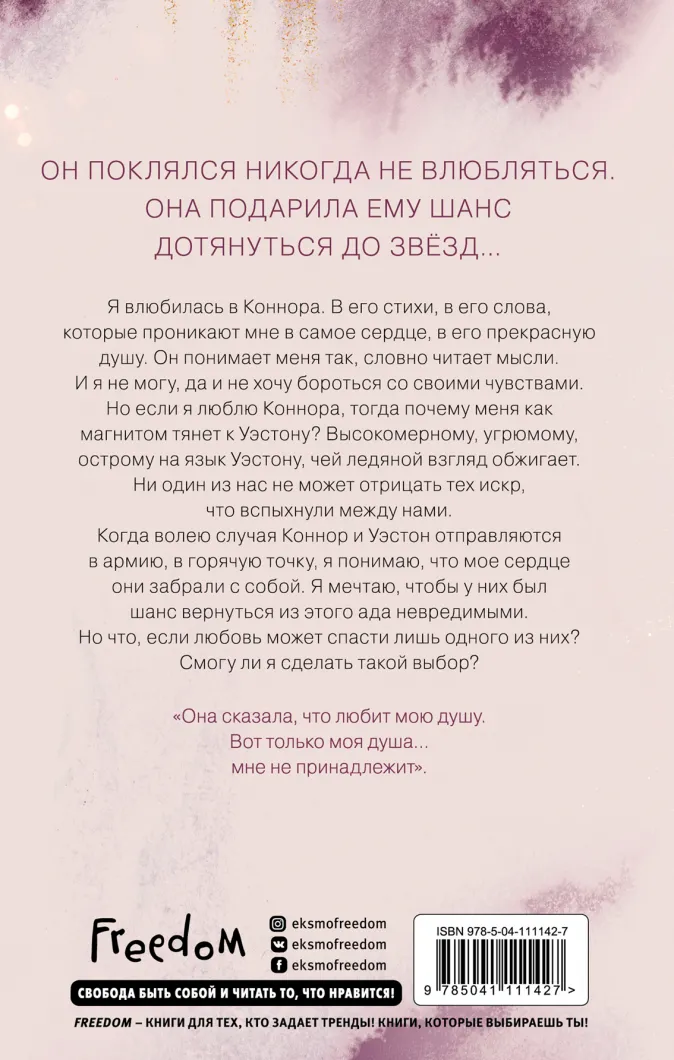 ОН ПОКЛЯЛСЯ НИКОГДА НЕ ВЛЮБЛЯТЬСЯ.
ОНА ПОДАРИЛА ЕМУ ШАНС
ДОТЯНУТЬСЯ ДО ЗВЁЗД...
Я влюбилась в Коннора. В его стихи, в его слова,
которые проникают мне в самое сердце, в его прекрасную
душу. Он понимает меня так, словно читает мысли.
И я не могу, да и не хочу бороться со своими чувствами.
Но если я люблю Коннора, тогда почему меня как
магнитом тянет к Уэстону? Высокомерному, угрюмому,
острому на язык Уэстону, чей ледяной взгляд обжигает.
Ни один из нас не может отрицать тех искр,
что вспыхнули между нами.
Когда волею случая Коннор и Уэстон отправляются
в армию, в горячую точку, я понимаю, что мое сердце
они забрали с собой. Я мечтаю, чтобы у них был
шанс вернуться из этого ада невредимыми.
Но что, если любовь может спасти лишь одного из них?
Смогу ли я сделать такой выбор?
«Она сказала, что любит мою душу.
Вот только моя душа...
мне не принадлежит».
FreedoM
eksmofreedom
eksmofreedom
eksmofreedom
СВОБОДА БЫТЬ СОБОЙ И ЧИТАТЬ ТО, ЧТО НРАВИТСЯ!
ISBN 978-5-04-111142-7
9 785041 111427 >
FREEDOM – КНИГИ ДЛЯ ТЕХ, КТО ЗАДАЕТ ТРЕНДЫ! КНИГИ, КОТОРЫЕ ВЫБИРАЕШЬ ТЫ!